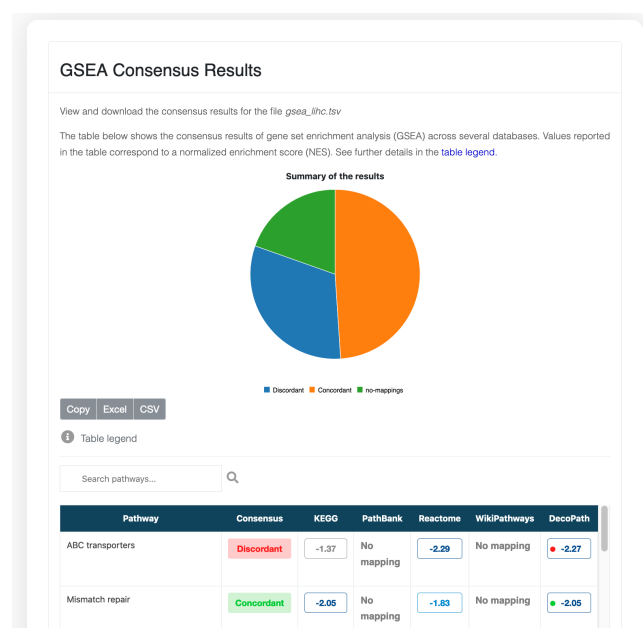 GSEA Consensus Results
View and download the consensus results for the file gsea_lihc.tsv
The table below shows the consensus results of gene set enrichment analysis (GSEA) across several databases. Values reported
in the table correspond to a normalized enrichment score (NES). See further details in the table legend.
Summary of the results
Discordant Concordant no-mappings
Copy Excel CSV
Table legend
Search pathways...
Pathway Consensus KEGG PathBank Reactome WikiPathways DecoPath
ABC transporters Discordant -1.37 No mapping -2.29 No mapping -2.27
Mismatch repair Concordant -2.05 No mapping -1.83 No mapping -2.05